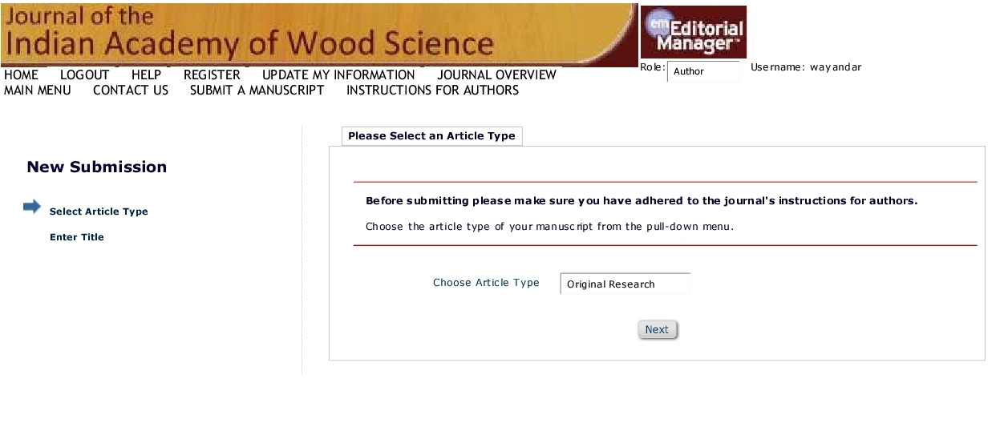 Journal of the
Indian Academy of Wood Science
em Editorial
Manager™
Role: Author Username: wayandar
HOME LOGOUT HELP REGISTER UPDATE MY INFORMATION JOURNAL OVERVIEW
MAIN MENU CONTACT US SUBMIT A MANUSCRIPT INSTRUCTIONS FOR AUTHORS
New Submission
Select Article Type
Enter Title
Please Select an Article Type
Before submitting please make sure you have adhered to the journal's instructions for authors.
Choose the article type of your manuscript from the pull-down menu.
Choose Article Type Original Research
Next